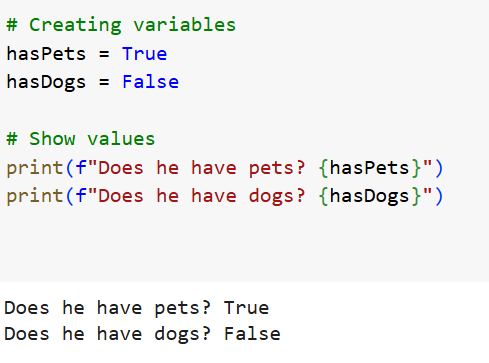 # Creating variables
hasPets = True
hasDogs = False
# Show values
print(f"Does he have pets? {hasPets}")
print(f"Does he have dogs? {hasDogs}")
Does he have pets? True
Does he have dogs? False